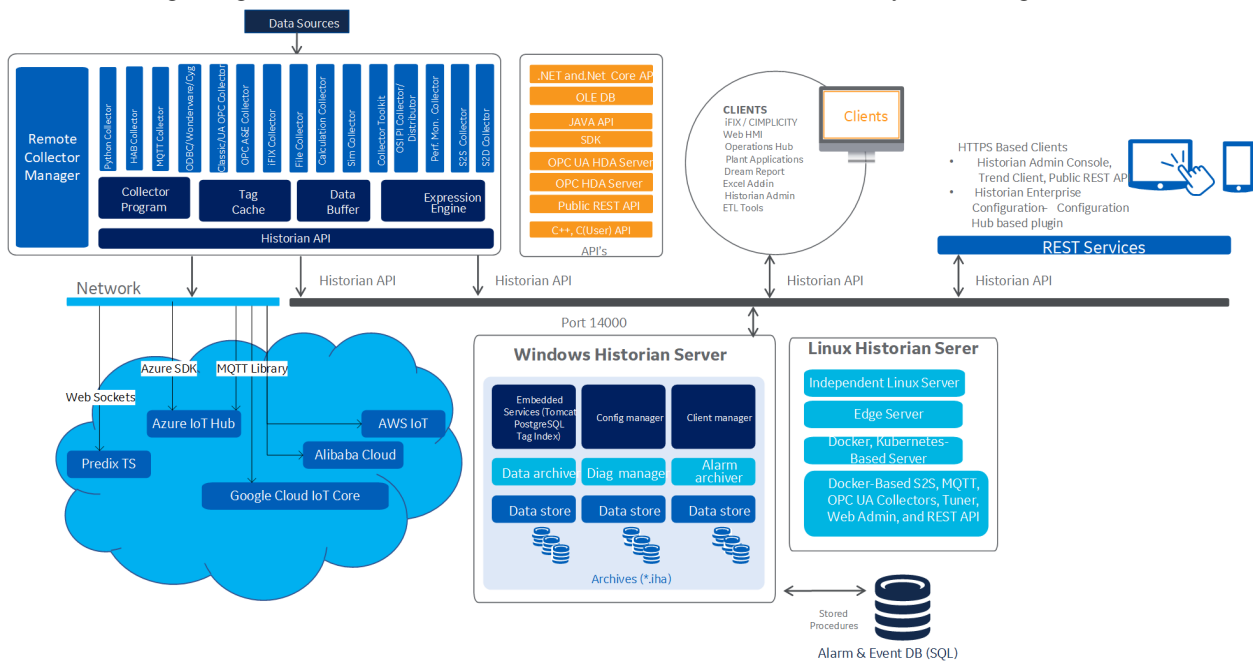 Data Sources
Remote
Collector
Manager
Python Collector
HAB Collector
MQTT Collector
ODBC/Wonderware/Cyg
Classic/UA OPC Collector
OPC A&E Collector
iFIX Collector
File Collector
Calculation Collector
Sim Collector
Collector Toolkit
OSI PI Collector/
Distributor
Perf. Mon. Collector
S2S Collector
S2D Collector
Collector
Program
Tag
Cache
Data
Buffer
Expression
Engine
Historian API
.NET and.Net Core AP
OLE DB
JAVA API
SDK
OPC UA HDA Server
OPC HDA Server
Public REST API
C++, C(User) API
API's
CLIENTS
iFIX / CIMPLICITY
Web HMI
Operations Hub
Plant Applications
Dream Report
Excel Addin
Historian Admin
ETL Tools
Clients
HTTPS Based Clients
• Historian Admin Console,
Trend Client, Public REST AP
• Historian Enterprise
Configuration- Configuration
Hub based plugin
REST Services
Historian API
Historian API
Historian API
Historian API
Network
Port 14000
Azure SDK
MQTT Library
Web Sockets
Azure IoT Hub
AWS IoT
Predix TS
Alibaba Cloud
Google Cloud IoT Core
Windows Historian Server
Embedded
Services (Tomcat
PostgreSQL
Tag Index)
Config manager
Client manager
Data archive
Diag manage
Alarm
archiver
Data store
Data store
Data store
Archives (*.iha)
Linux Historian Serer
Independent Linux Server
Edge Server
Docker, Kubernetes-
Based Server
Docker-Based S2S, MQTT,
OPC UA Collectors, Tuner,
Web Admin, and REST API
Stored
Procedures
Alarm & Event DB (SQL)